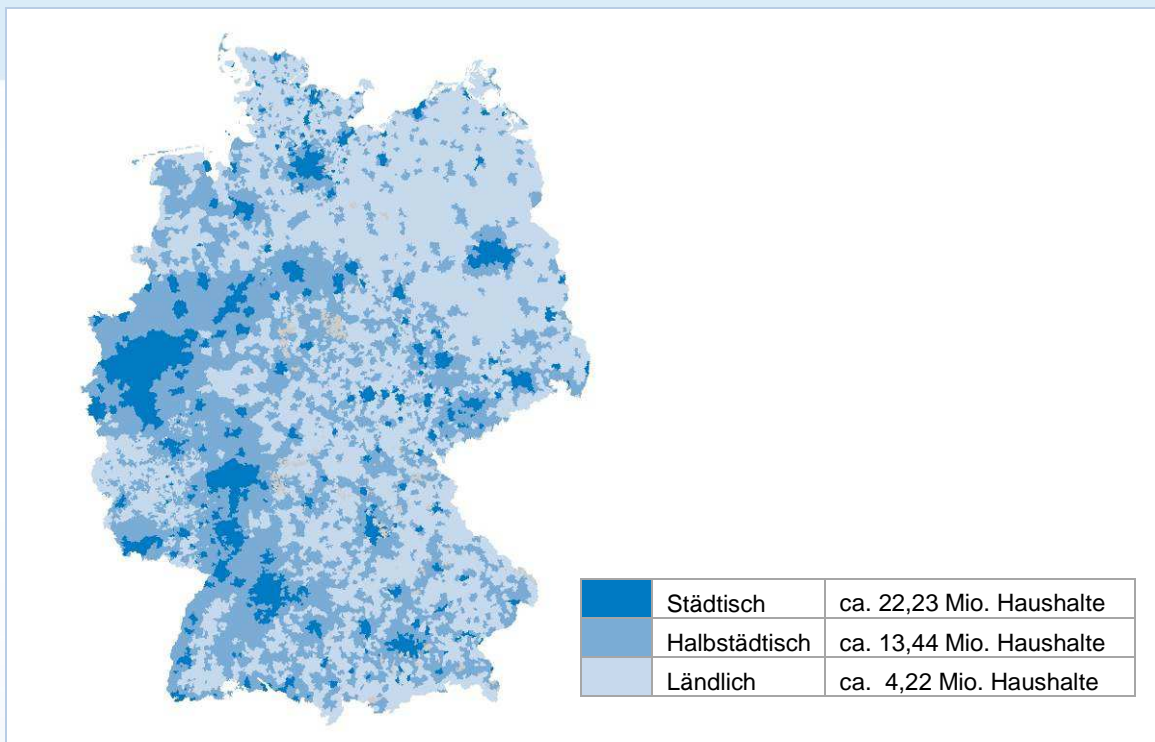 Städtisch ca. 22,23 Mio. Haushalte
Halbstädtisch ca. 13,44 Mio. Haushalte
Ländlich ca. 4,22 Mio. Haushalte